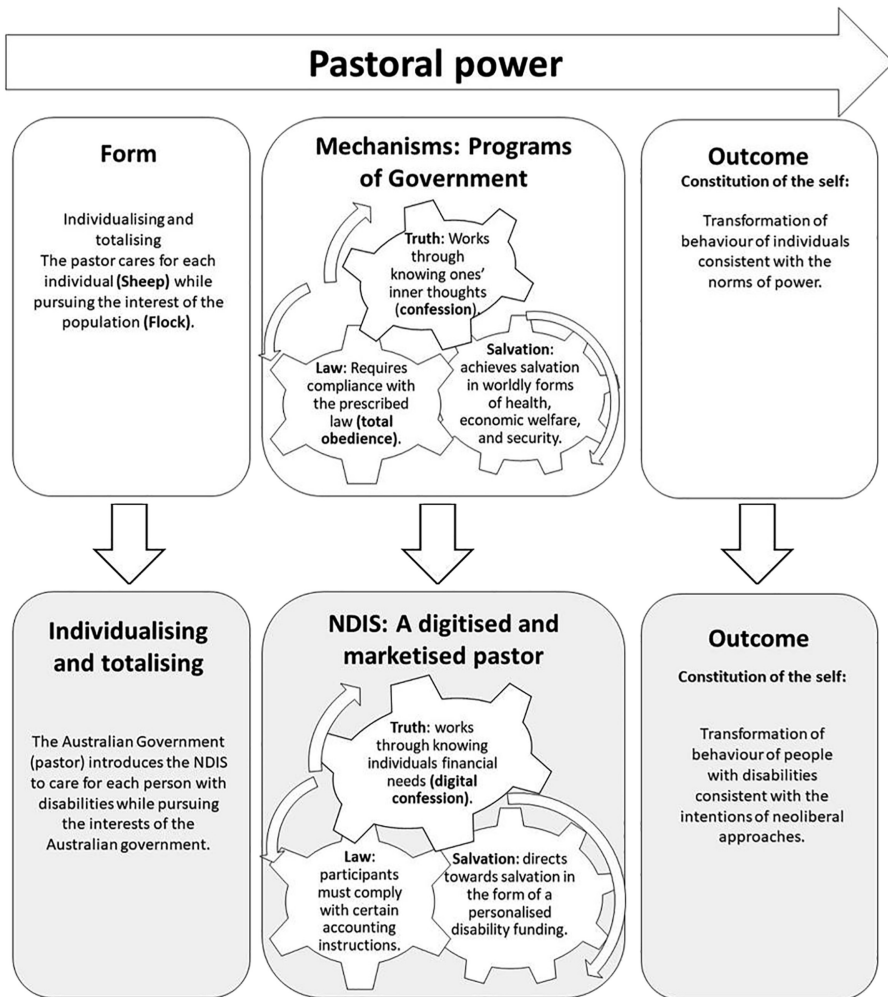 Pastoral power
Form
Individualising and
totalising
The pastor cares for each
individual (Sheep) while
pursuing the interest of the
population (Flock).
Mechanisms: Programs
of Government
Truth: Works
through
knowing ones'
inner thoughts
(confession).
Law: Requires
compliance with
the prescribed
law (total
obedience).
Salvation:
achieves salvation
in worldly forms
of health,
economic welfare,
and security.
Outcome
Constitution of the self:
Transformation of
behaviour of individuals
consistent with the
norms of power.
Individualising
and totalising
The Australian Government
(pastor) introduces the NDIS
to care for each person with
disabilities while pursuing
the interests of the
Australian government.
NDIS: A digitised and
marketised pastor
Truth: works
through knowing
individuals financial
needs (digital
confession).
Law:
participants
must comply
with certain
accounting
instructions.
Salvation: directs
towards salvation in
the form of a
personalised
disability funding.
Outcome
Constitution of the self:
Transformation of
behaviour of people
with disabilities
consistent with the
intentions of neoliberal
approaches.